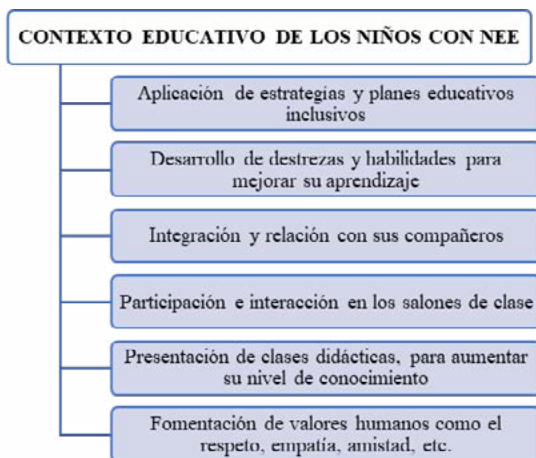 CONTEXTO EDUCATIVO DE LOS NIÑOS CON NEE
Aplicación de estrategias y planes educativos
inclusivos
Desarrollo de destrezas y habilidades para
mejorar su aprendizaje
Integración y relación con sus compañeros
Participación e interacción en los salones de clase
Presentación de clases didácticas, para aumentar
su nivel de conocimiento
Fomentación de valores humanos como el
respeto, empatía, amistad, etc.